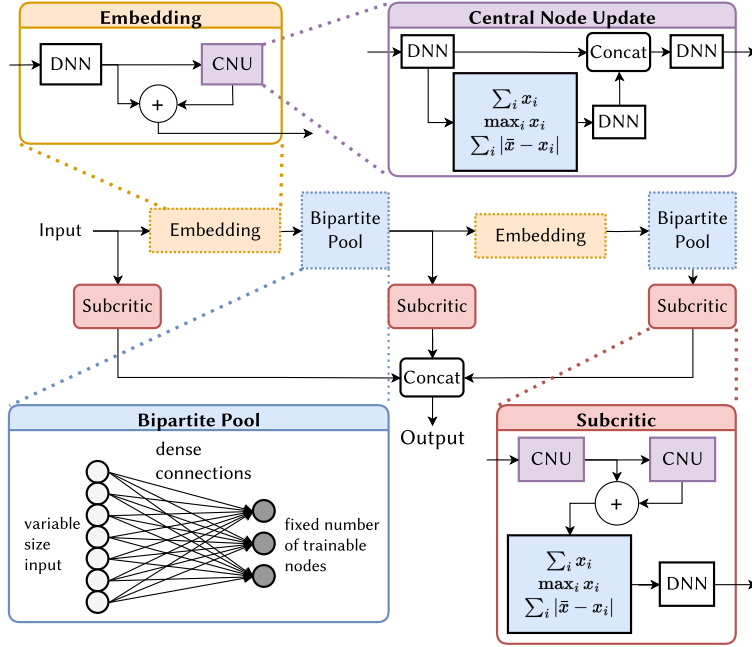 Embedding
DNN
CNU
+
Central Node Update
DNN
Concat
DNN
∑ᵢ xᵢ
maxᵢ xᵢ
∑ᵢ |x̄ − xᵢ|
DNN
Input
Embedding
Bipartite
Pool
Embedding
Bipartite
Pool
Subcritic
Subcritic
Subcritic
Concat
Output
Bipartite Pool
dense
connections
variable
size
input
fixed number
of trainable
nodes
Subcritic
CNU
CNU
+
∑ᵢ xᵢ
maxᵢ xᵢ
∑ᵢ |x̄ − xᵢ|
DNN